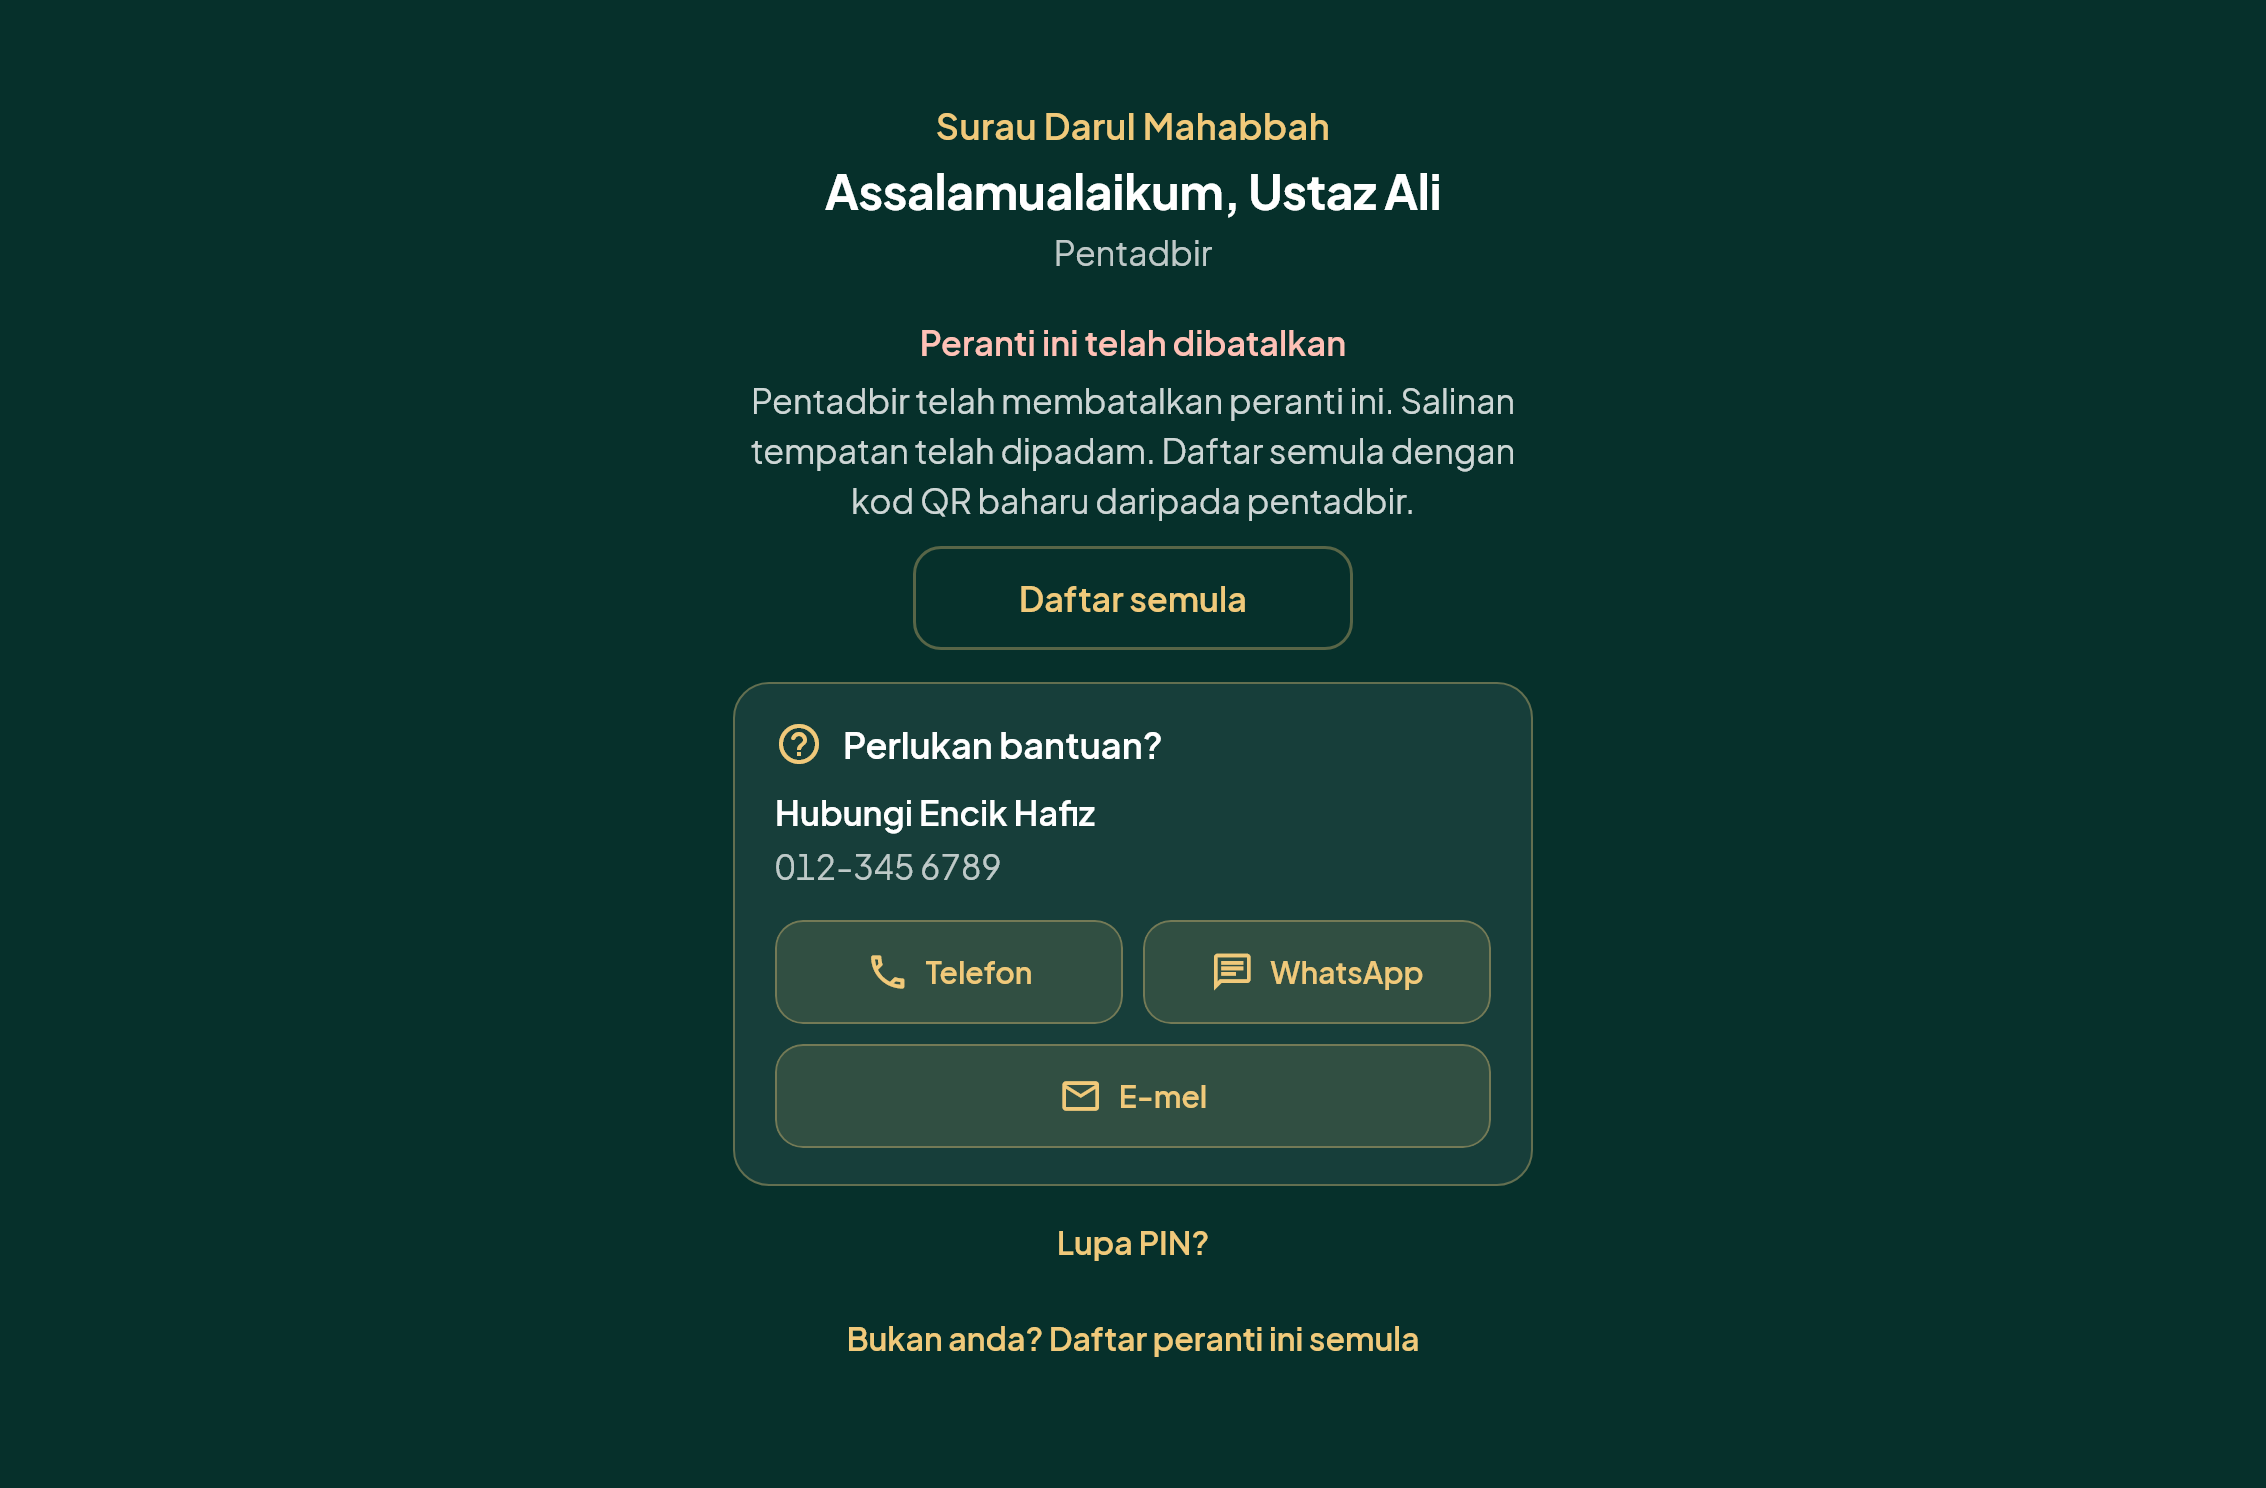 Surau Darul Mahabbah
Assalamualaikum, Ustaz Ali
Pentadbir
Peranti ini telah dibatalkan
Pentadbir telah membatalkan peranti ini. Salinan
tempatan telah dipadam. Daftar semula dengan
kod QR baharu daripada pentadbir.
Daftar semula
Perlukan bantuan?
Hubungi Encik Hafiz
012-345 6789
Telefon
WhatsApp
E-mel
Lupa PIN?
Bukan anda? Daftar peranti ini semula